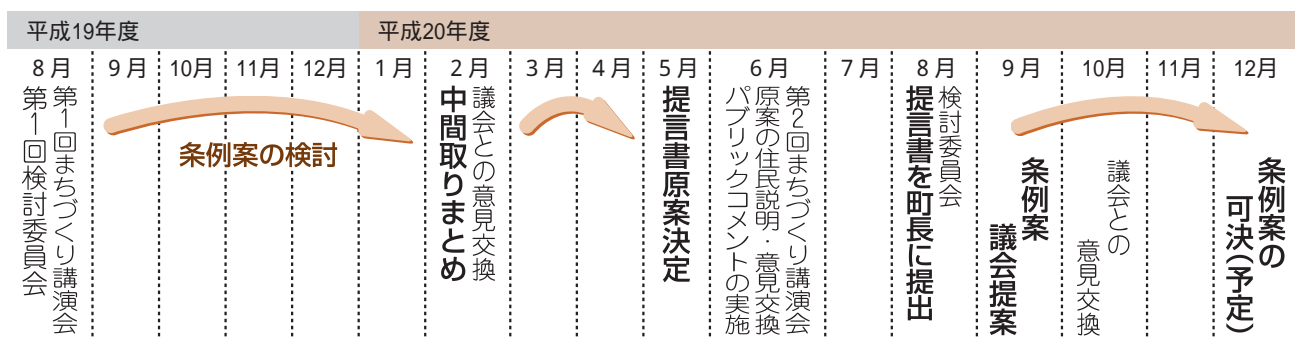 平成19年度
平成20年度
8月
9月
10月
11月
12月
1月
2月
3月
4月
5月
6月
7月
8月
9月
10月
11月
12月
第1回まちづくり講演会
第1回検討委員会
条例案の検討
議会との意見交換
中間取りまとめ
提言書原案決定
第2回まちづくり講演会
原案の住民説明・意見交換
パブリックコメントの実施
検討委員会
提言書を町長に提出
条例案
議会提案
議会との
意見交換
条例案の
可決(予定)